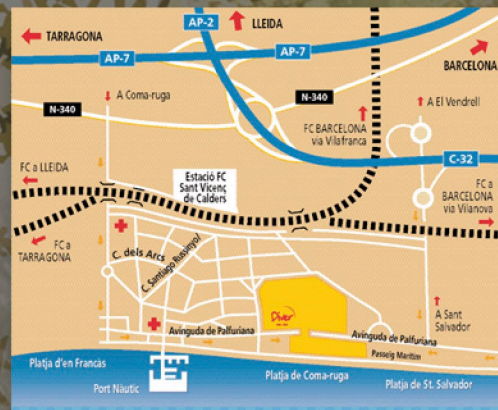 AP-2
LLEIDA
TARRAGONA
AP-7
AP-7
BARCELONA
N-340
A Coma-ruga
N-340
A El Vendrell
FC BARCELONA
via Vilafranca
C-32
FC a LLEIDA
Estació FC
Sant Vicenç
de Calders
FC a
BARCELONA
via Vilanova
FC a
TARRAGONA
C. dels Arcs
C. Santiago Russinyol
Diver
A Sant
Salvador
Avinguda de Palfuriana
Avinguda de Palfuriana
Passeig Marítim
Platja d'en Francàs
Port Nàutic
Platja de Coma-ruga
Platja de St. Salvador